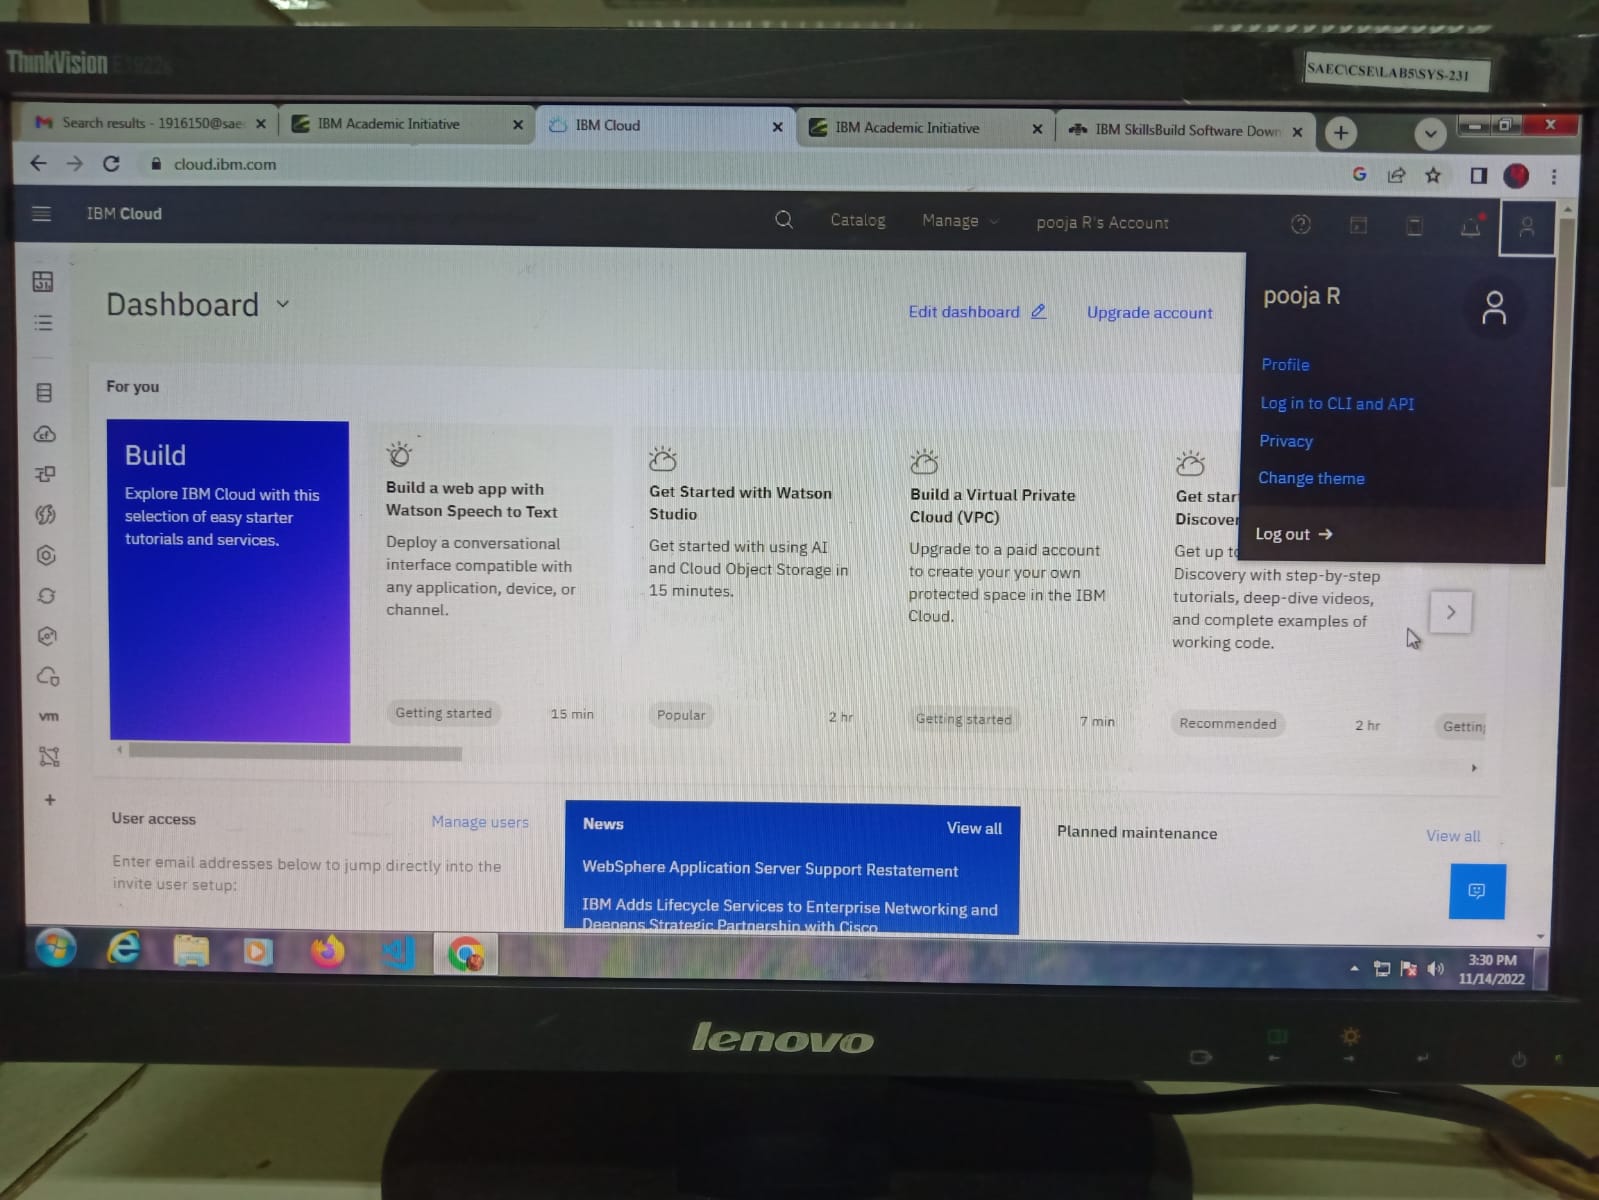 ThinkVision
SAEC\CSE\LAB5\SYS-231
Search results - 1916150@sae
IBM Academic Initiative
IBM Cloud
IBM Academic Initiative
IBM SkillsBuild Software Down
cloud.ibm.com
IBM Cloud
Catalog
Manage
pooja R's Account
Dashboard
Edit dashboard
Upgrade account
pooja R
Profile
Log in to CLI and API
Privacy
Change theme
Log out →
For you
Build
Explore IBM Cloud with this
selection of easy starter
tutorials and services.
Build a web app with
Watson Speech to Text
Deploy a conversational
interface compatible with
any application, device, or
channel.
Getting started
15 min
Get Started with Watson
Studio
Get started with using AI
and Cloud Object Storage in
15 minutes.
Popular
2 hr
Build a Virtual Private
Cloud (VPC)
Upgrade to a paid account
to create your your own
protected space in the IBM
Cloud.
Getting started
7 min
Get star
Discover
Get up to
Discovery with step-by-step
tutorials, deep-dive videos,
and complete examples of
working code.
Recommended
2 hr
Getting
vm
User access
Manage users
Enter email addresses below to jump directly into the
invite user setup:
News
View all
WebSphere Application Server Support Restatement
IBM Adds Lifecycle Services to Enterprise Networking and
Deepens Strategic Partnership with Cisco
Planned maintenance
View all
3:30 PM
11/14/2022
lenovo